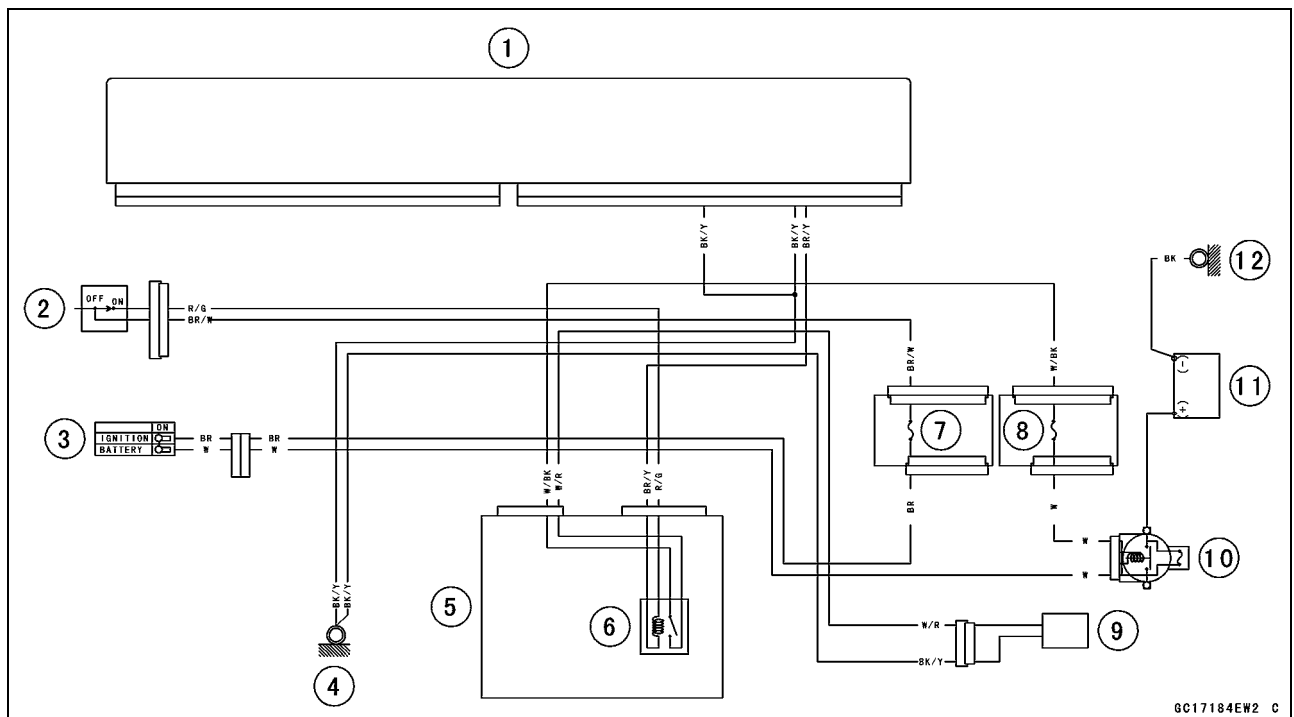 1
BK/Y
BK/Y
BR/Y
BK
12
2
OFF ON
R/G
BR/W
BR/W
W/BK
(-)
(+)
11
3
ON
IGNITION
BATTERY
BR
W
BR
W
7
8
W/BK
W/R
BR/Y
R/G
BR
W
W
W
10
5
6
BK/Y
BK/Y
4
W/R
BK/Y
9
GC17184EW2 C